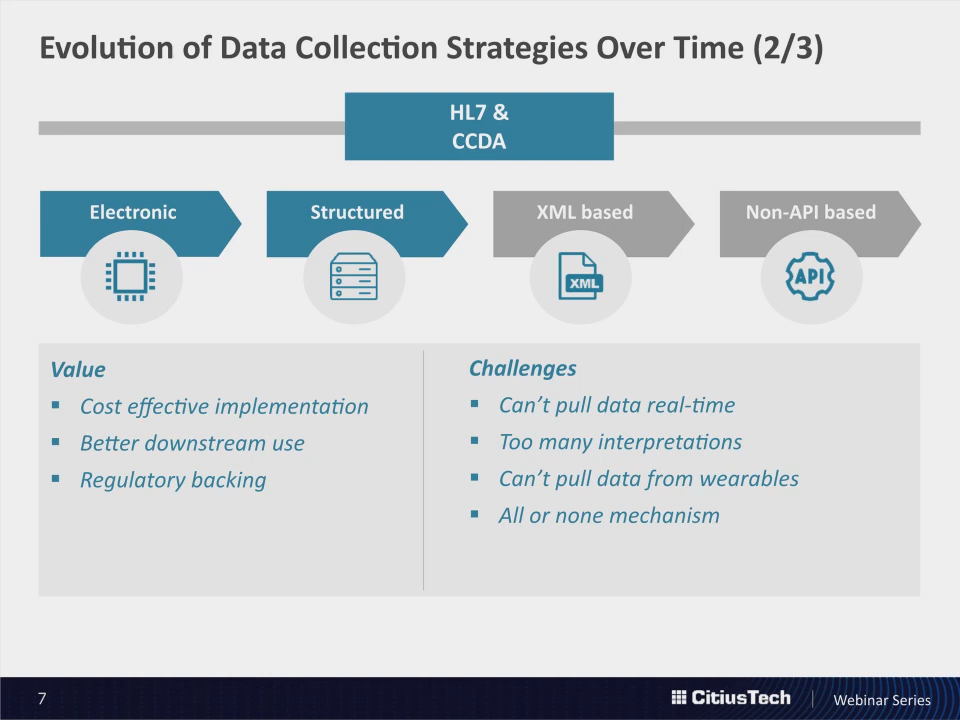 Evolution of Data Collection Strategies Over Time (2/3)
HL7 &
CCDA
Electronic
Structured
XML based
Non-API based
XML
API
Value
▪ Cost effective implementation
▪ Better downstream use
▪ Regulatory backing
Challenges
▪ Can’t pull data real-time
▪ Too many interpretations
▪ Can’t pull data from wearables
▪ All or none mechanism
7
CitiusTech
Webinar Series